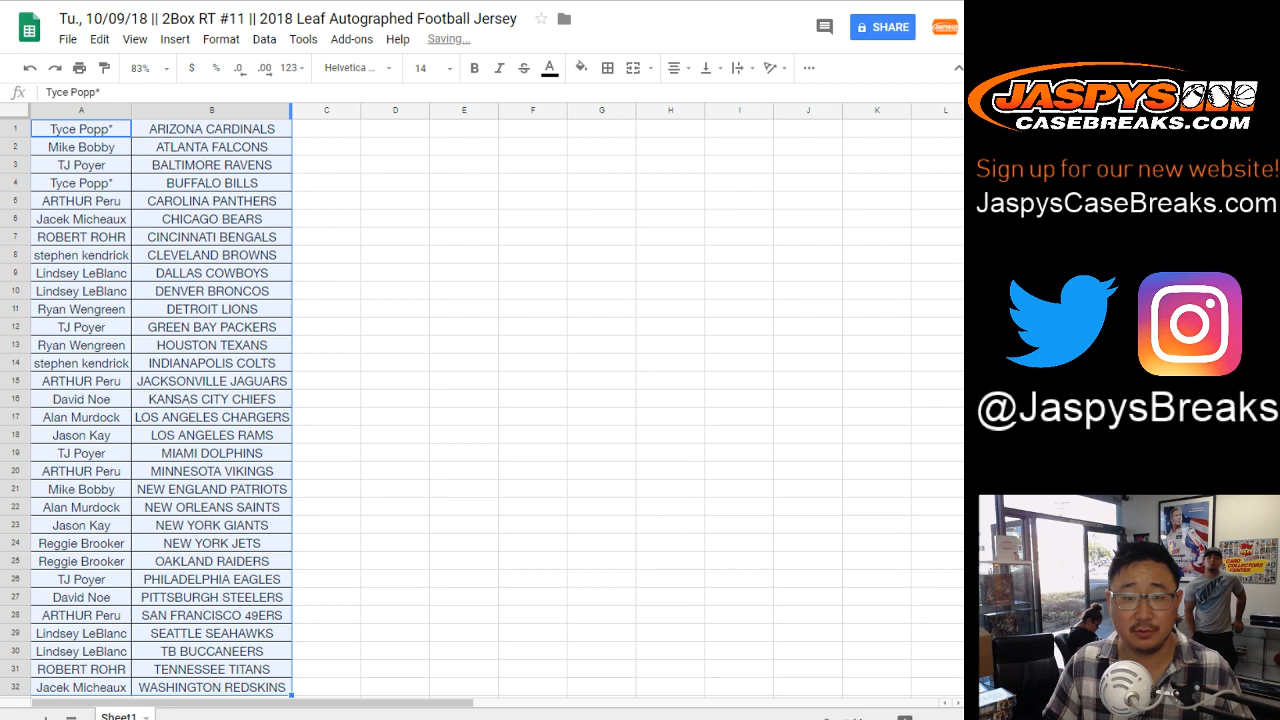 Tu., 10/09/18 || 2Box RT #11 || 2018 Leaf Autographed Football Jersey
File Edit View Insert Format Data Tools Add-ons Help Saving...
SHARE
83% $ % .0 .00 123 Helvetica ... 14 B I S A
fx Tyce Popp*
A B C D E F G H I J K L
1 Tyce Popp* ARIZONA CARDINALS
2 Mike Bobby ATLANTA FALCONS
3 TJ Poyer BALTIMORE RAVENS
4 Tyce Popp* BUFFALO BILLS
5 ARTHUR Peru CAROLINA PANTHERS
6 Jacek Micheaux CHICAGO BEARS
7 ROBERT ROHR CINCINNATI BENGALS
8 stephen kendrick CLEVELAND BROWNS
9 Lindsey LeBlanc DALLAS COWBOYS
10 Lindsey LeBlanc DENVER BRONCOS
11 Ryan Wengreen DETROIT LIONS
12 TJ Poyer GREEN BAY PACKERS
13 Ryan Wengreen HOUSTON TEXANS
14 stephen kendrick INDIANAPOLIS COLTS
15 ARTHUR Peru JACKSONVILLE JAGUARS
16 David Noe KANSAS CITY CHIEFS
17 Alan Murdock LOS ANGELES CHARGERS
18 Jason Kay LOS ANGELES RAMS
19 TJ Poyer MIAMI DOLPHINS
20 ARTHUR Peru MINNESOTA VIKINGS
21 Mike Bobby NEW ENGLAND PATRIOTS
22 Alan Murdock NEW ORLEANS SAINTS
23 Jason Kay NEW YORK GIANTS
24 Reggie Brooker NEW YORK JETS
25 Reggie Brooker OAKLAND RAIDERS
26 TJ Poyer PHILADELPHIA EAGLES
27 David Noe PITTSBURGH STEELERS
28 ARTHUR Peru SAN FRANCISCO 49ERS
29 Lindsey LeBlanc SEATTLE SEAHAWKS
30 Lindsey LeBlanc TB BUCCANEERS
31 ROBERT ROHR TENNESSEE TITANS
32 Jacek Micheaux WASHINGTON REDSKINS
Sheet1
JASPYS
CASEBREAKS.COM
Sign up for our new website!
JaspysCaseBreaks.com
@JaspysBreaks
CARD
COLLECTORS
CENTER